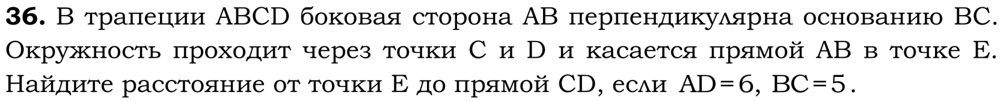 36. В трапеции ABCD боковая сторона AB перпендикулярна основанию BC.
Окружность проходит через точки C и D и касается прямой AB в точке E.
Найдите расстояние от точки E до прямой CD, если AD=6, BC=5.